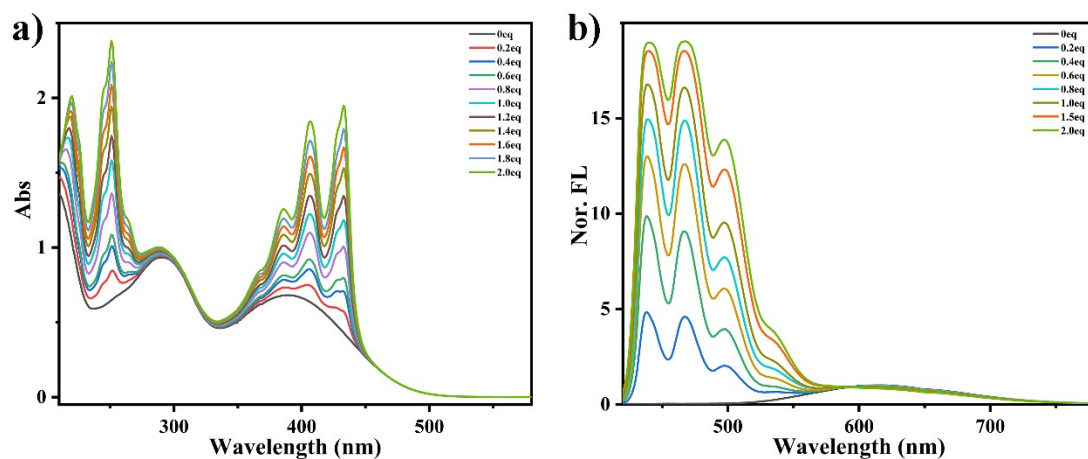 a)
0eq
0.2eq
0.4eq
0.6eq
0.8eq
1.0eq
1.2eq
1.4eq
1.6eq
1.8eq
2.0eq
2
1
0
Abs
300
400
500
Wavelength (nm)
b)
0eq
0.2eq
0.4eq
0.6eq
0.8eq
1.0eq
1.5eq
2.0eq
15
10
5
0
Nor. FL
500
600
700
Wavelength (nm)